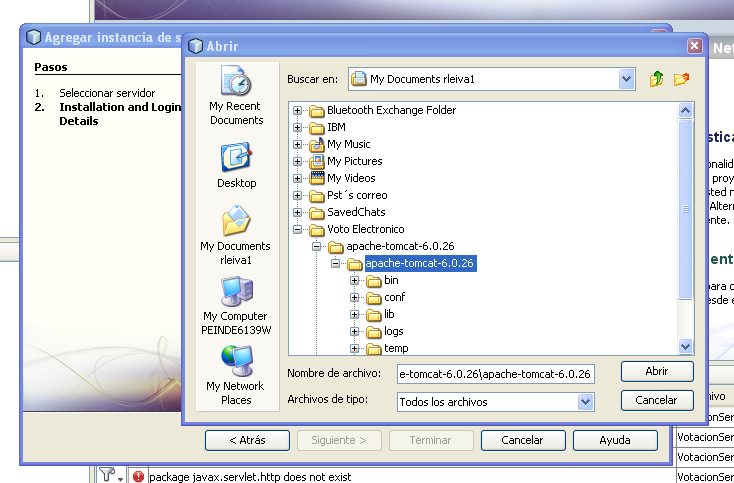 Agregar instancia de s
Abrir
Net
Pasos
1. Seleccionar servidor
2. Installation and Login
Details
Buscar en:
My Documents rleiva1
My Recent
Documents
Desktop
My Documents
rleiva1
My Computer
PEINDE6139W
My Network
Places
Bluetooth Exchange Folder
IBM
My Music
My Pictures
My Videos
Pst´s correo
SavedChats
Voto Electronico
apache-tomcat-6.0.26
apache-tomcat-6.0.26
bin
conf
lib
logs
temp
Nombre de archivo:
e-tomcat-6.0.26\apache-tomcat-6.0.26
Abrir
Archivos de tipo:
Todos los archivos
Cancelar
< Atrás
Siguiente >
Terminar
Cancelar
Ayuda
stica
onalid
proy
sted n
Altern
ente.
ent
para c
esde e
ivo
VotacionSer
VotacionSer
VotacionSer
package javax.servlet.http does not exist
VotacionSer